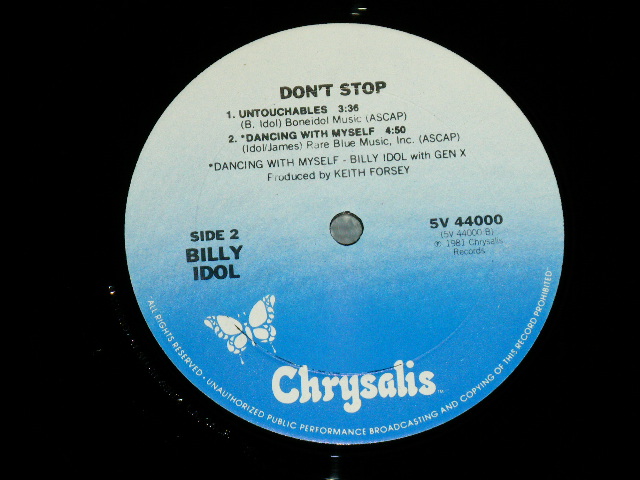 DON'T STOP
1. UNTOUCHABLES 3:36
(B. Idol) Boneidol Music (ASCAP)
2. *DANCING WITH MYSELF 4:50
(Idol/James) Rare Blue Music, Inc. (ASCAP)
*DANCING WITH MYSELF - BILLY IDOL with GEN X
Produced by KEITH FORSEY
SIDE 2
BILLY
IDOL
5V 44000
(5V 44000 B)
℗ 1981 Chrysalis
Records
Chrysalis™
ALL RIGHTS RESERVED - UNAUTHORIZED PUBLIC PERFORMANCE BROADCASTING AND COPYING OF THIS RECORD PROHIBITED